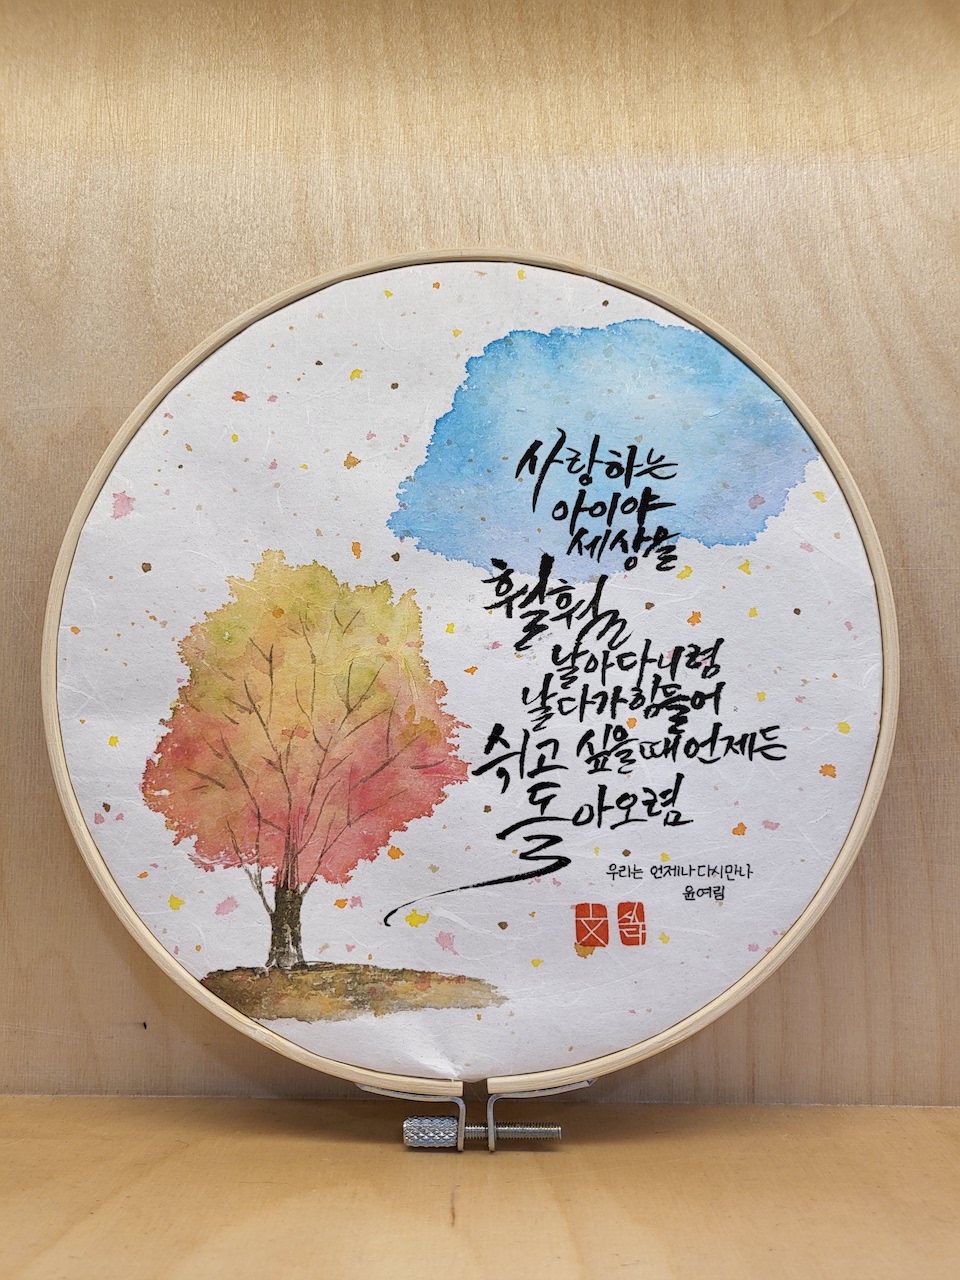 사랑하는
아이야
세상을
훨훨
날아다니렴
날다가 힘들어
쉬고 싶을때 언제든
돌아오렴
우리는 언제나 다시만나
윤여림